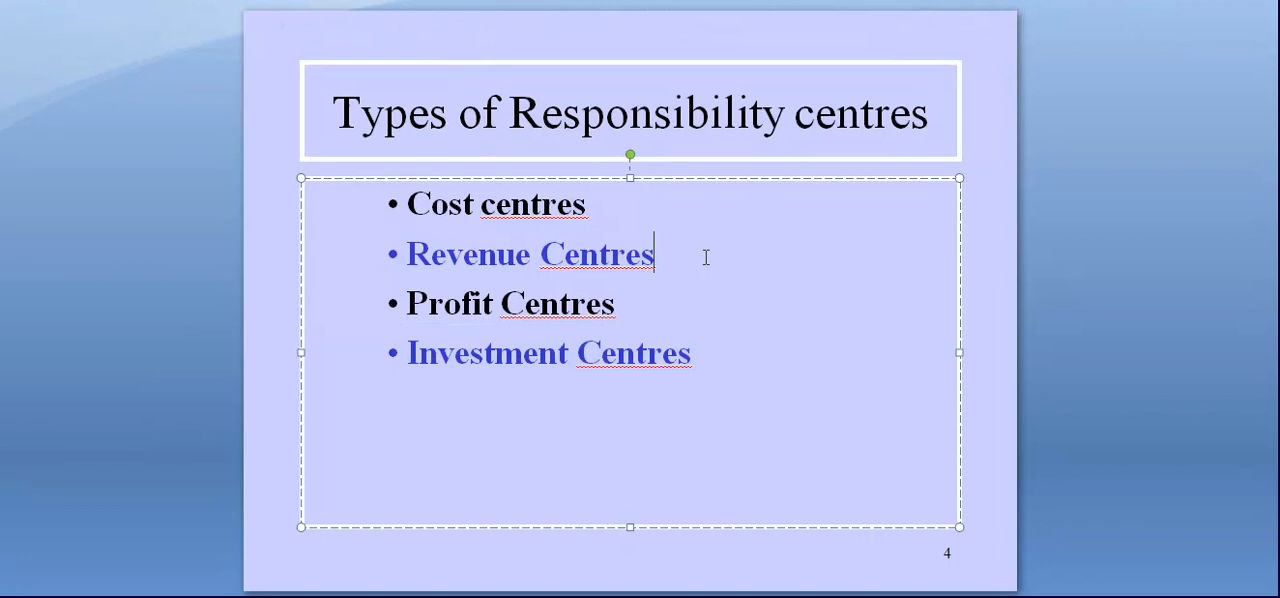 Types of Responsibility centres
• Cost centres
• Revenue Centres
• Profit Centres
• Investment Centres
4